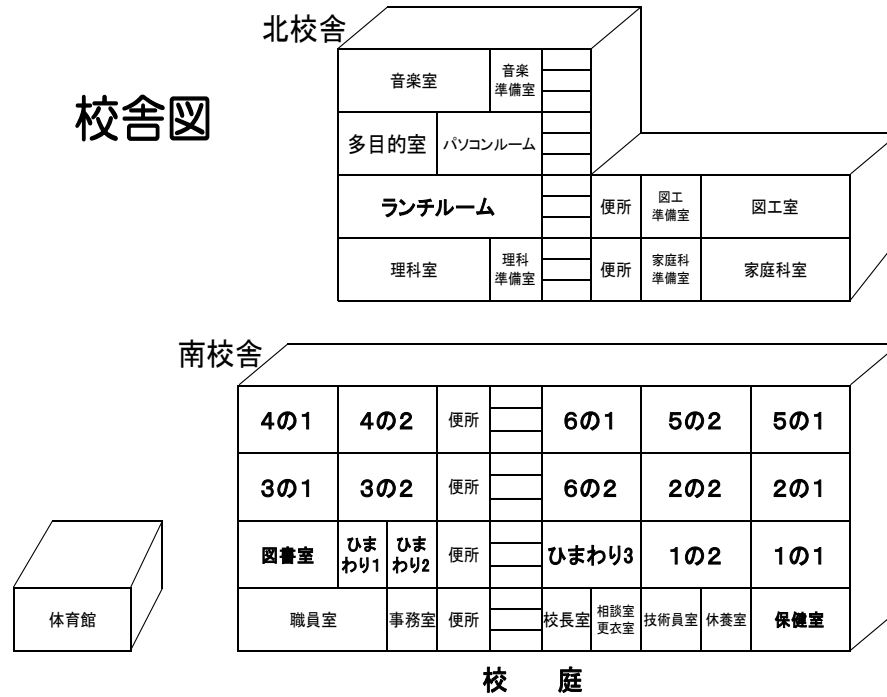 北校舎
校舎図
音楽室
音楽
準備室
多目的室
パソコンルーム
ランチルーム
便所
図工
準備室
図工室
理科室
理科
準備室
便所
家庭科
準備室
家庭科室
南校舎
4の1
4の2
便所
6の1
5の2
5の1
3の1
3の2
便所
6の2
2の2
2の1
図書室
ひま
わり1
ひま
わり2
便所
ひまわり3
1の2
1の1
体育館
職員室
事務室
便所
校長室
相談室
更衣室
技術員室
休養室
保健室
校 庭